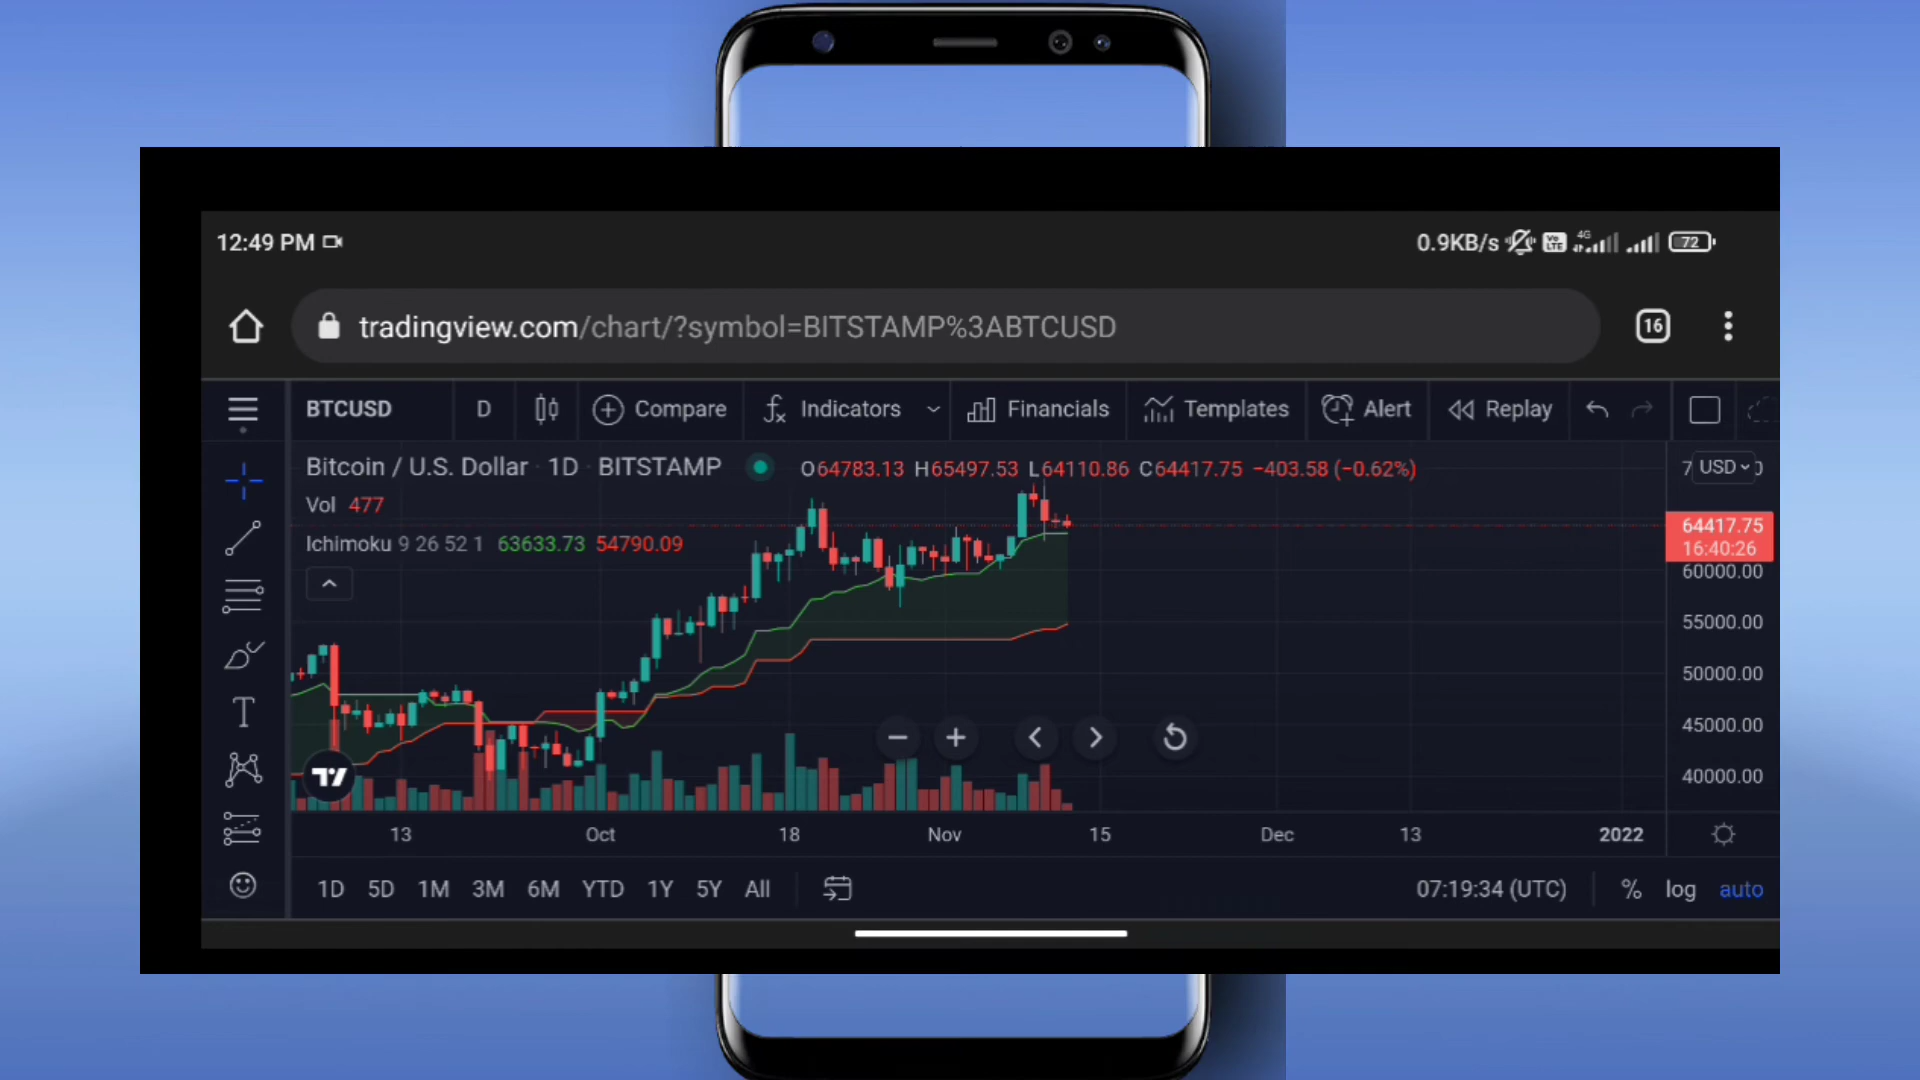 12:49 PM
0.9KB/s Vo LTE 4G 72
tradingview.com/chart/?symbol=BITSTAMP%3ABTCUSD
16
BTCUSD D Compare Indicators Financials Templates Alert Replay
Bitcoin / U.S. Dollar · 1D · BITSTAMP O64783.13 H65497.53 L64110.86 C64417.75 −403.58 (−0.62%)
USD
Vol 477
64417.75
Ichimoku 9 26 52 1 63633.73 54790.09
16:40:26
60000.00
55000.00
50000.00
45000.00
40000.00
13 Oct 18 Nov 15 Dec 13 2022
1D 5D 1M 3M 6M YTD 1Y 5Y All 07:19:34 (UTC) % log auto